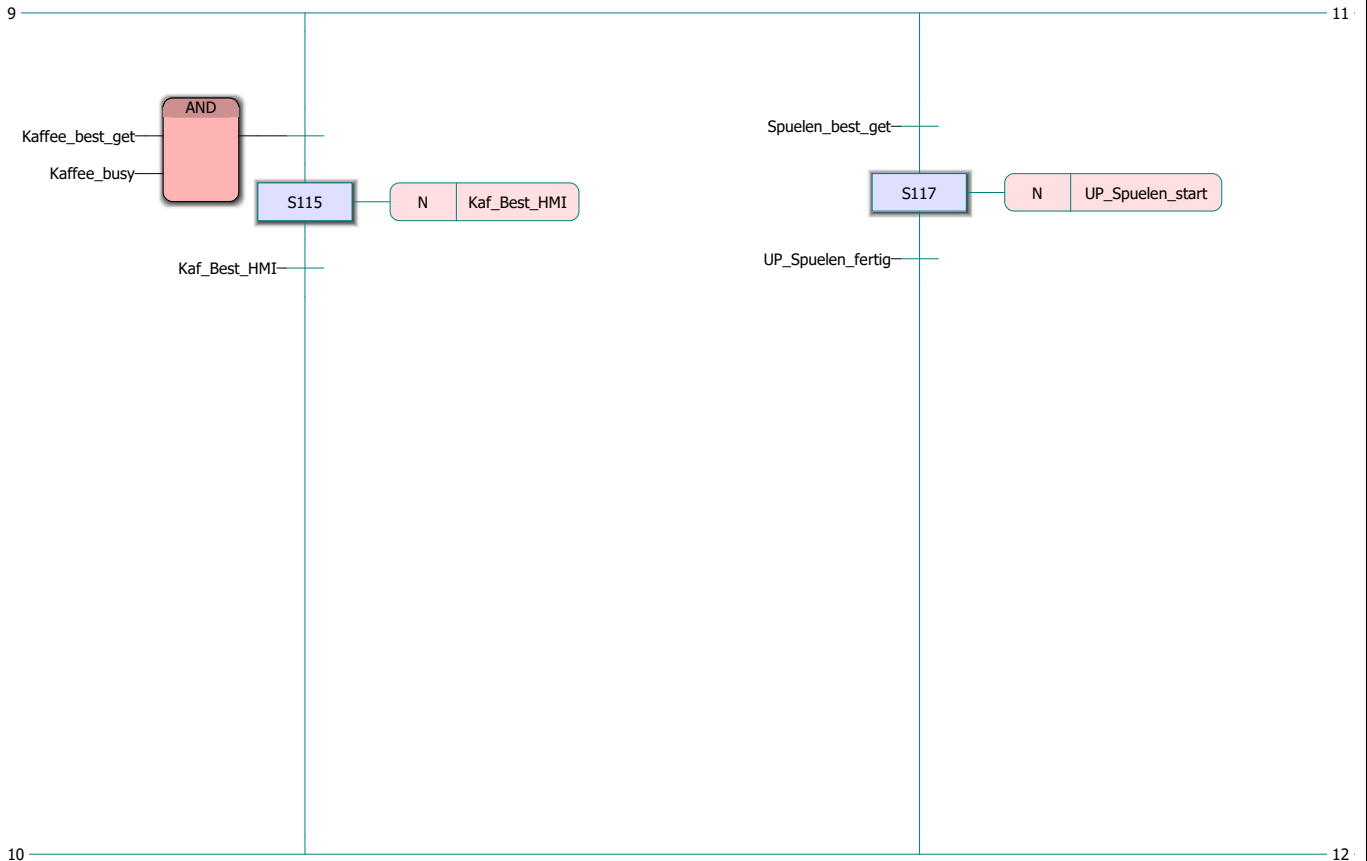 9
11
AND
Kaffee_best_get
Kaffee_busy
Spuelen_best_get
S115
N
Kaf_Best_HMI
S117
N
UP_Spuelen_start
Kaf_Best_HMI
UP_Spuelen_fertig
10
12